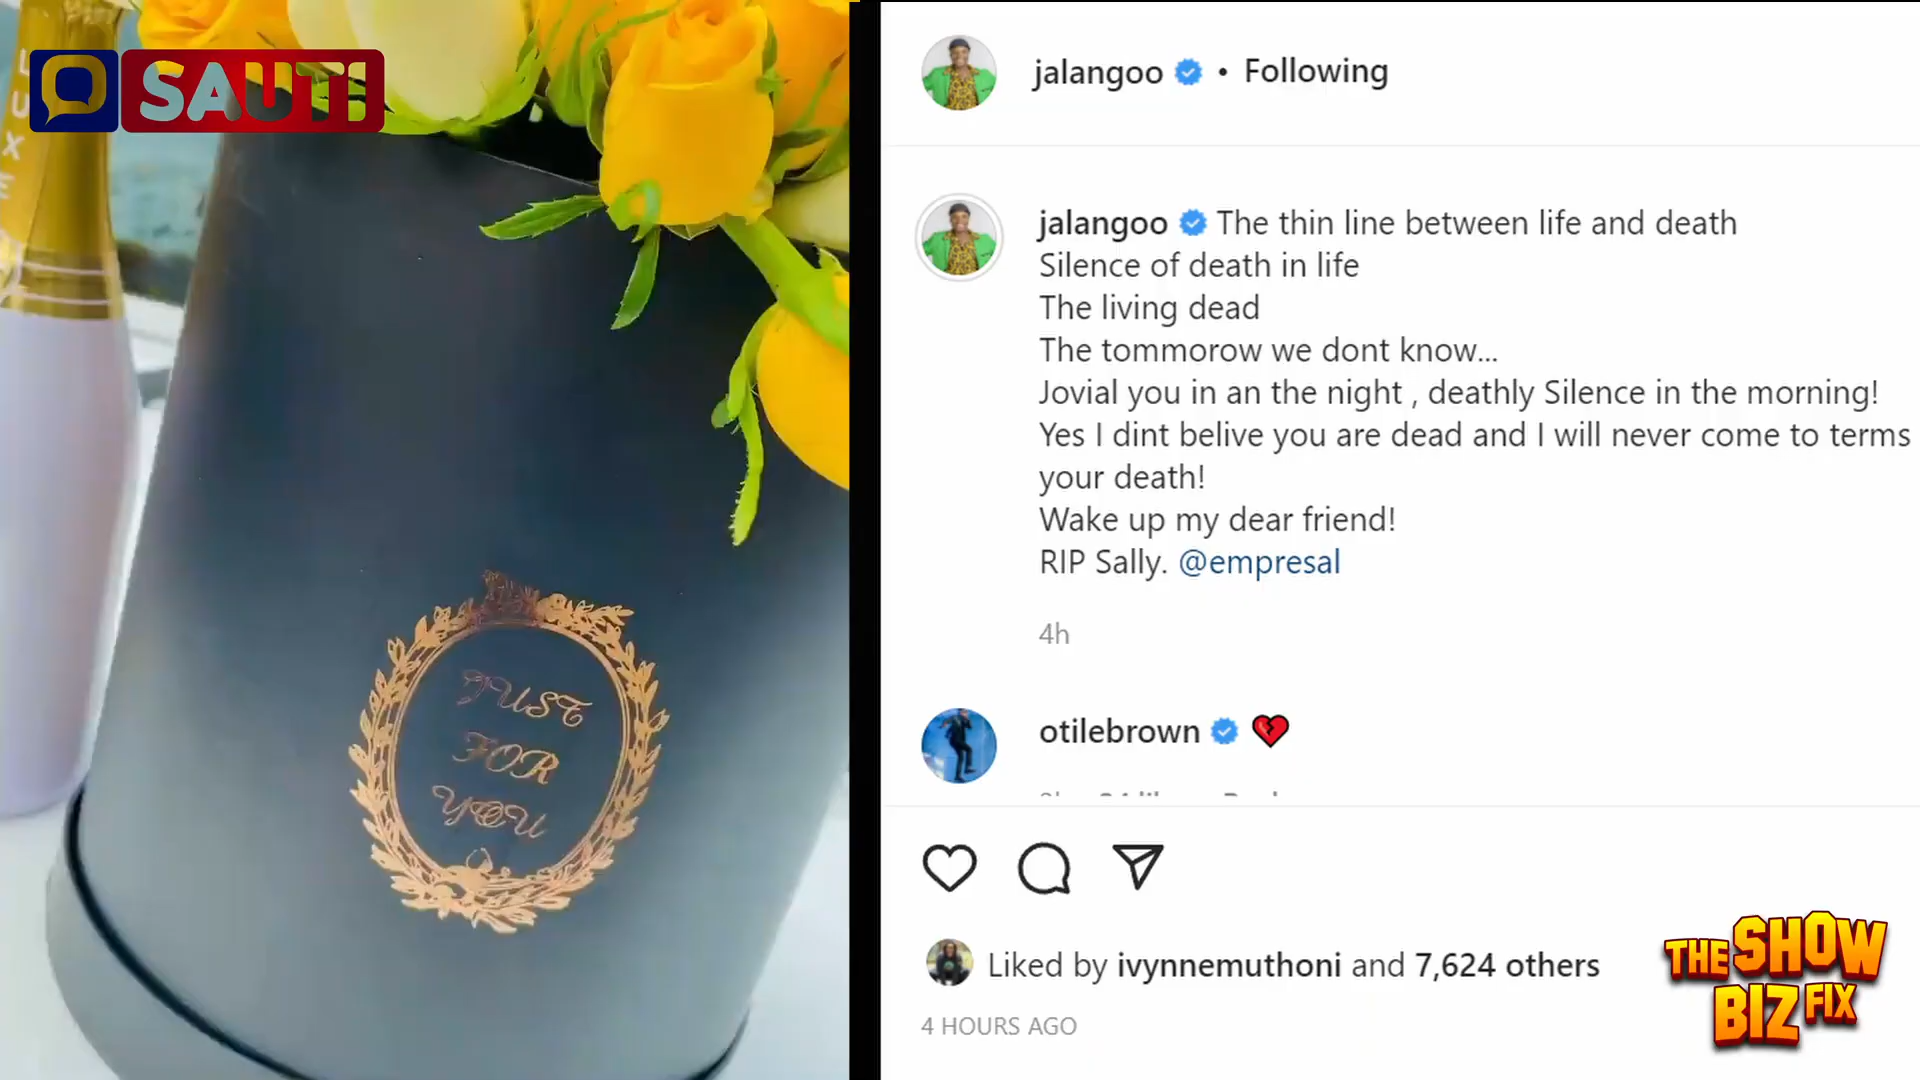 LUXE
SAUTI
JUST
FOR
YOU
jalangoo • Following
jalangoo The thin line between life and death
Silence of death in life
The living dead
The tommorow we dont know...
Jovial you in an the night , deathly Silence in the morning!
Yes I dint belive you are dead and I will never come to terms
your death!
Wake up my dear friend!
RIP Sally. @empresal
4h
otilebrown 💔
Liked by ivynnemuthoni and 7,624 others
4 HOURS AGO
THE SHOW
BIZ FIX